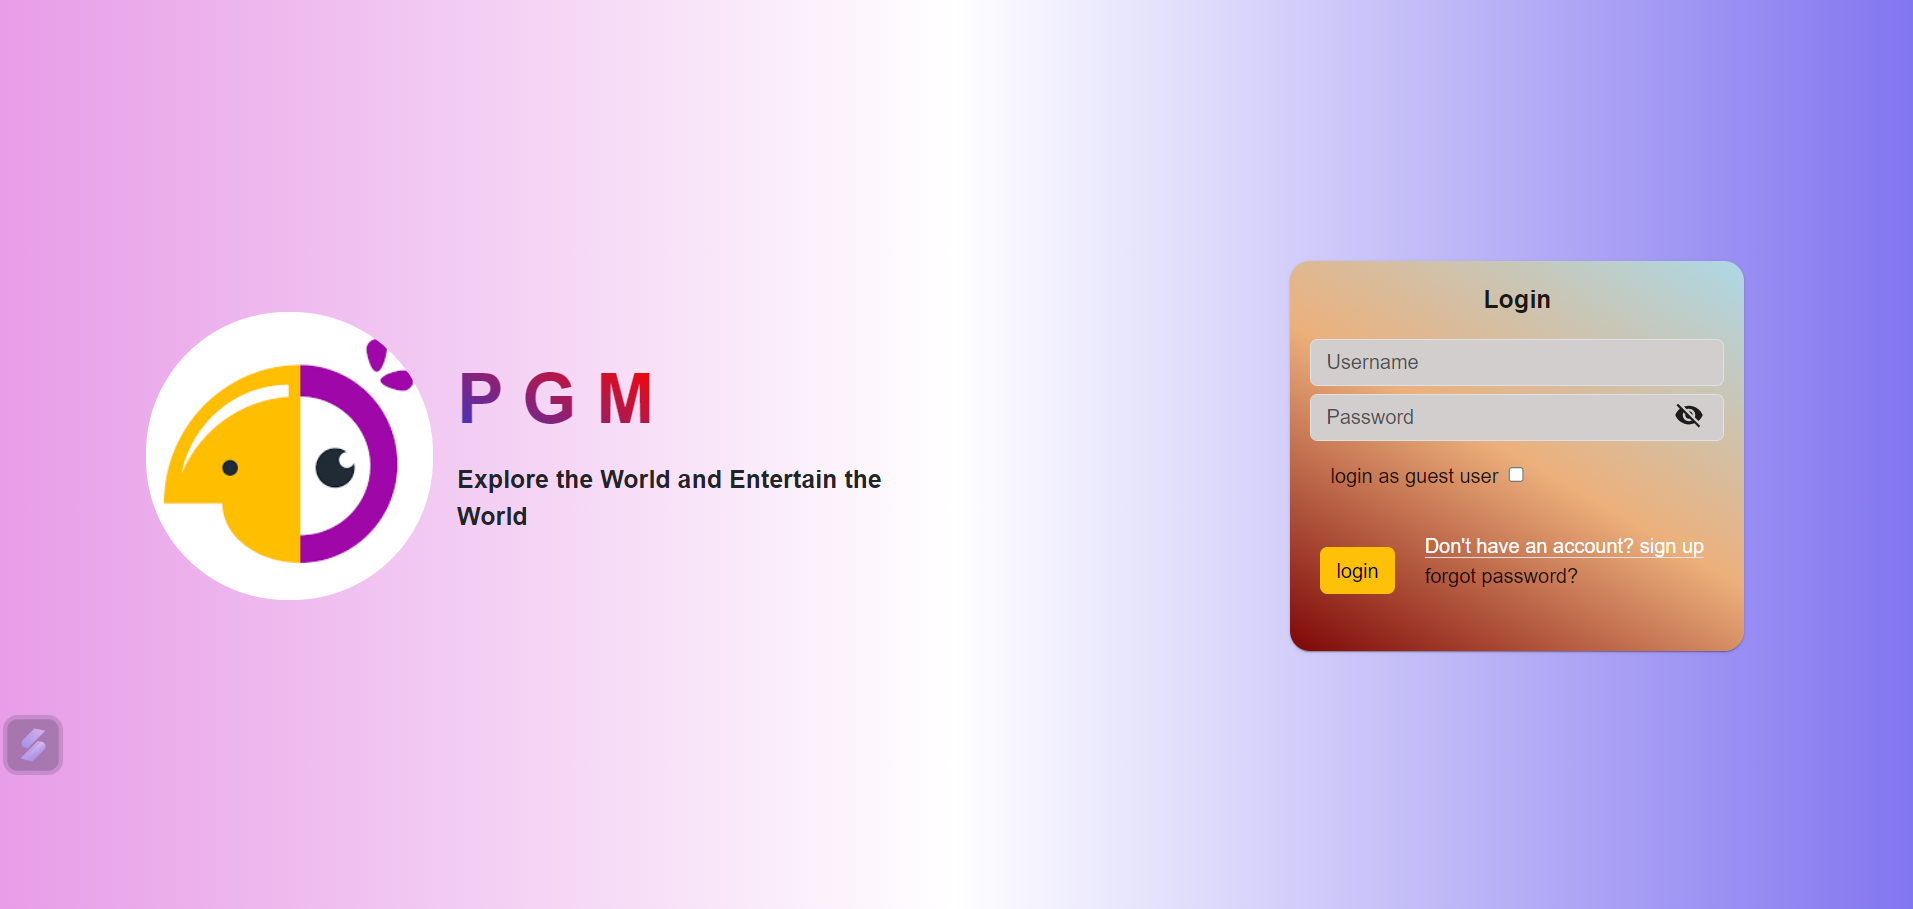 P G M
Explore the World and Entertain the
World
Login
Username
Password
login as guest user
Don't have an account? sign up
login
forgot password?